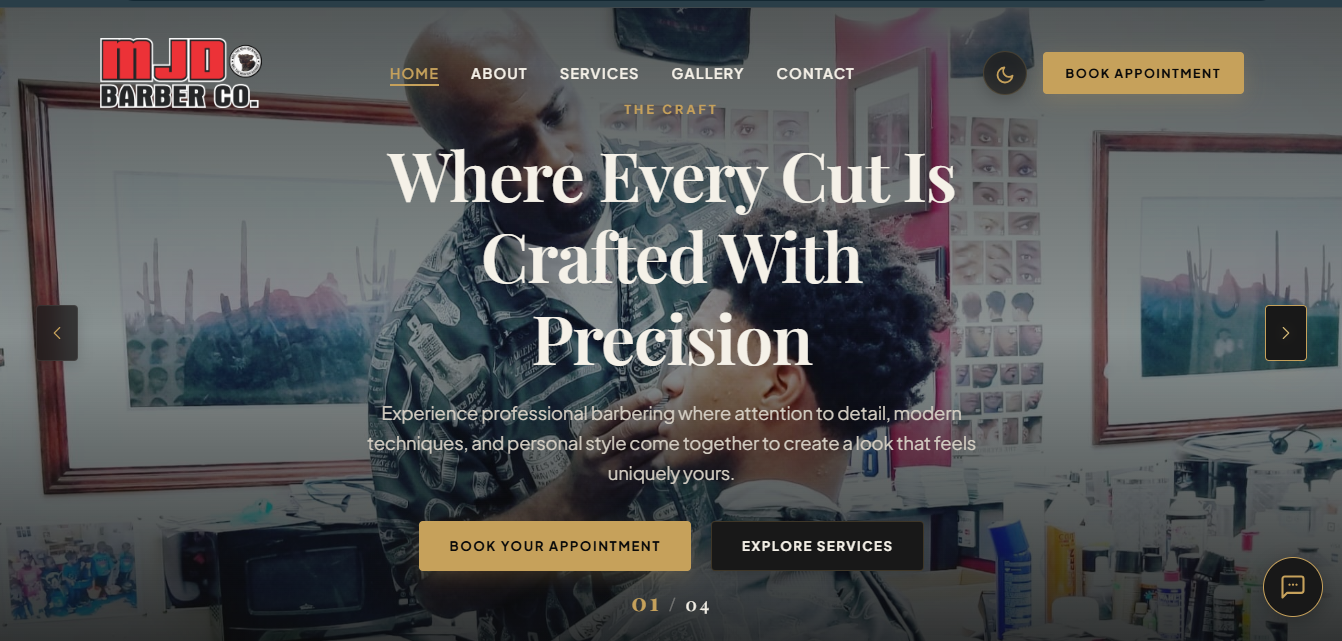 MJD
BARBER CO.
HOME
ABOUT
SERVICES
GALLERY
CONTACT
BOOK APPOINTMENT
THE CRAFT
Where Every Cut Is
Crafted With
Precision
Experience professional barbering where attention to detail, modern
techniques, and personal style come together to create a look that feels
uniquely yours.
BOOK YOUR APPOINTMENT
EXPLORE SERVICES
01 / 04